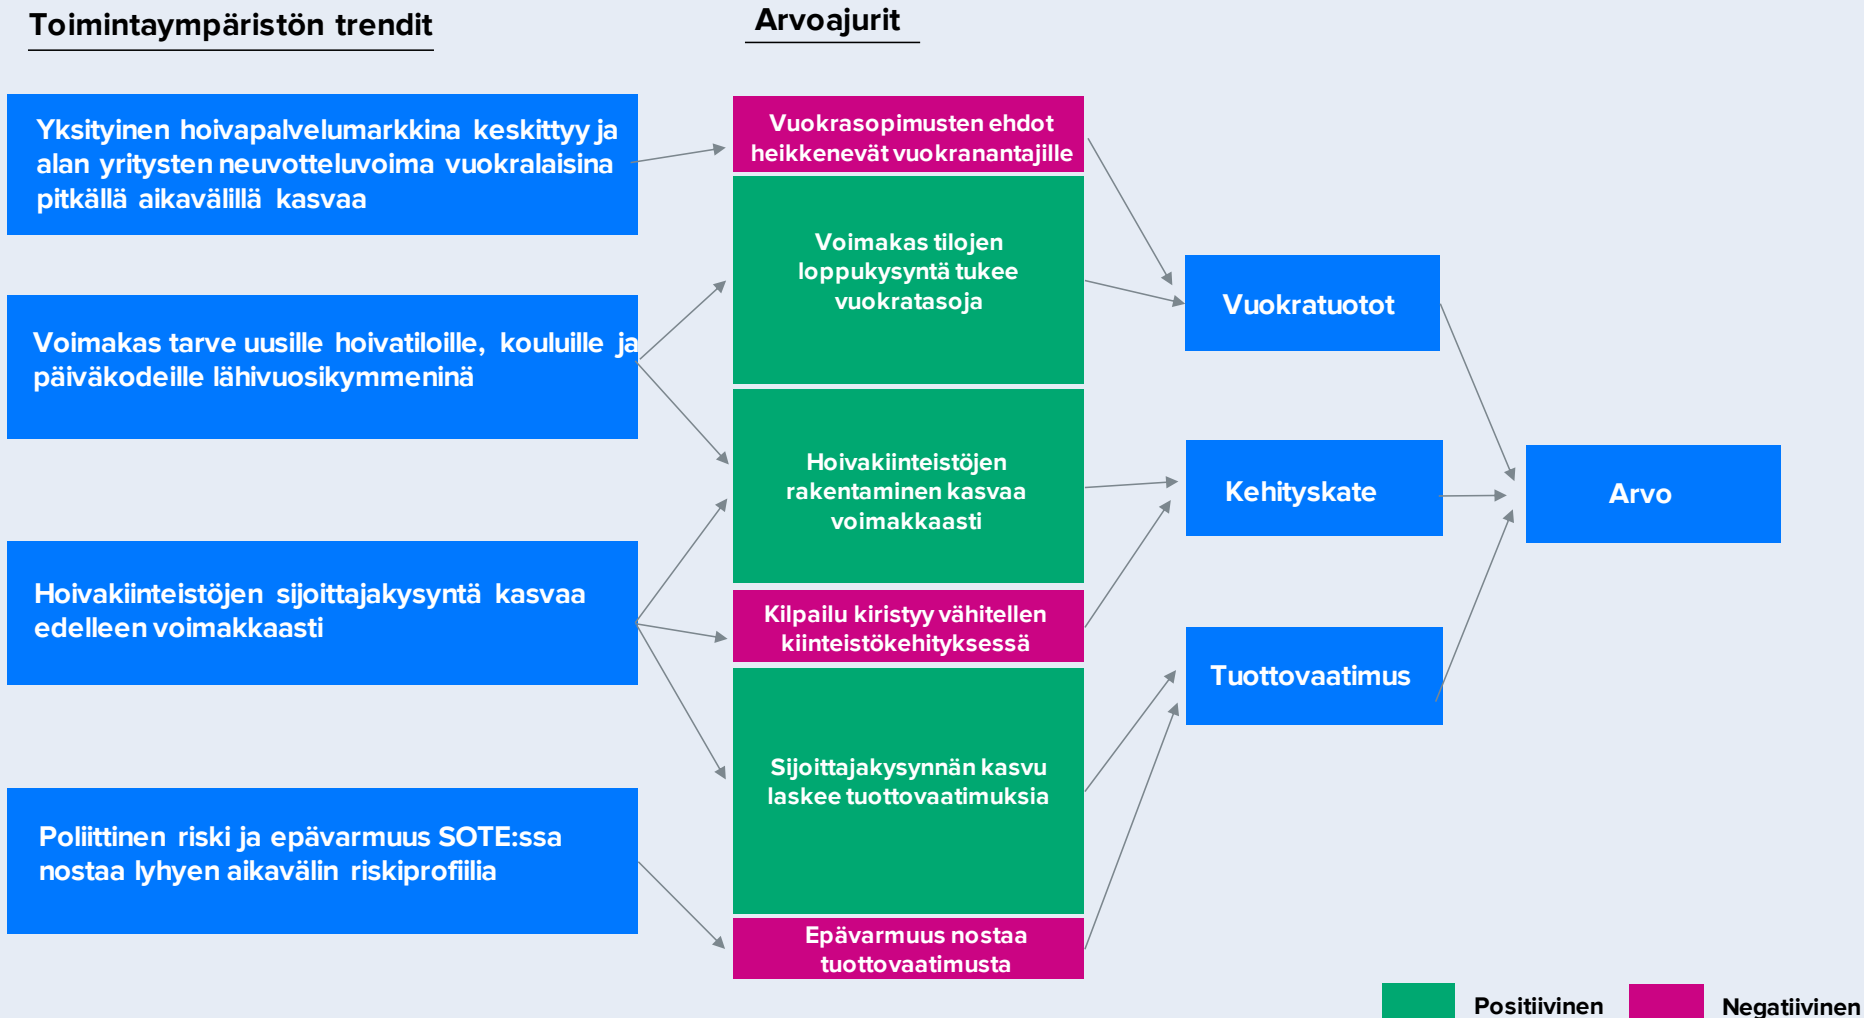 Toimintaympäristön trendit
Arvoajurit
Yksityinen hoivapalvelumarkkina keskittyy ja
alan yritysten neuvotteluvoima vuokralaisina
pitkällä aikavälillä kasvaa
Voimakas tarve uusille hoivatiloille, kouluille ja
päiväkodeille lähivuosikymmeninä
Hoivakiinteistöjen sijoittajakysyntä kasvaa
edelleen voimakkaasti
Poliittinen riski ja epävarmuus SOTE:ssa
nostaa lyhyen aikavälin riskiprofiilia
Vuokrasopimusten ehdot
heikkenevät vuokranantajille
Voimakas tilojen
loppukysyntä tukee
vuokratasoja
Hoivakiinteistöjen
rakentaminen kasvaa
voimakkaasti
Kilpailu kiristyy vähitellen
kiinteistökehityksessä
Sijoittajakysynnän kasvu
laskee tuottovaatimuksia
Epävarmuus nostaa
tuottovaatimusta
Vuokratuotot
Kehityskate
Tuottovaatimus
Arvo
Positiivinen
Negatiivinen